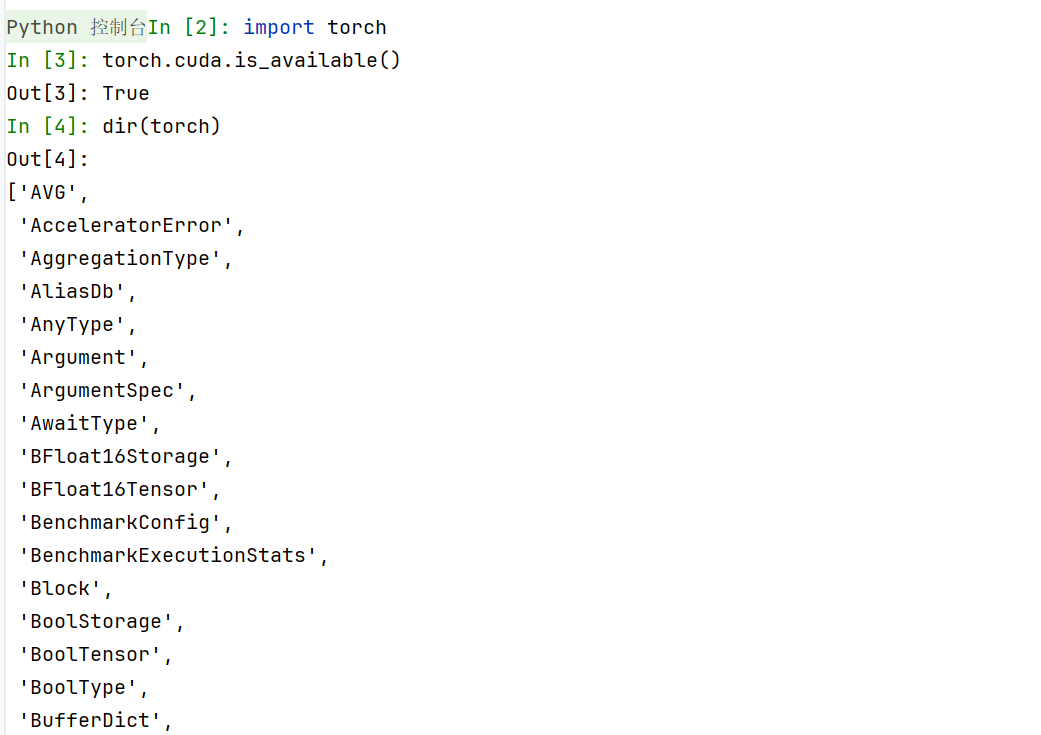 Python 控制台In [2]: import torch
In [3]: torch.cuda.is_available()
Out[3]: True
In [4]: dir(torch)
Out[4]:
['AVG',
 'AcceleratorError',
 'AggregationType',
 'AliasDb',
 'AnyType',
 'Argument',
 'ArgumentSpec',
 'AwaitType',
 'BFloat16Storage',
 'BFloat16Tensor',
 'BenchmarkConfig',
 'BenchmarkExecutionStats',
 'Block',
 'BoolStorage',
 'BoolTensor',
 'BoolType',
 'BufferDict',